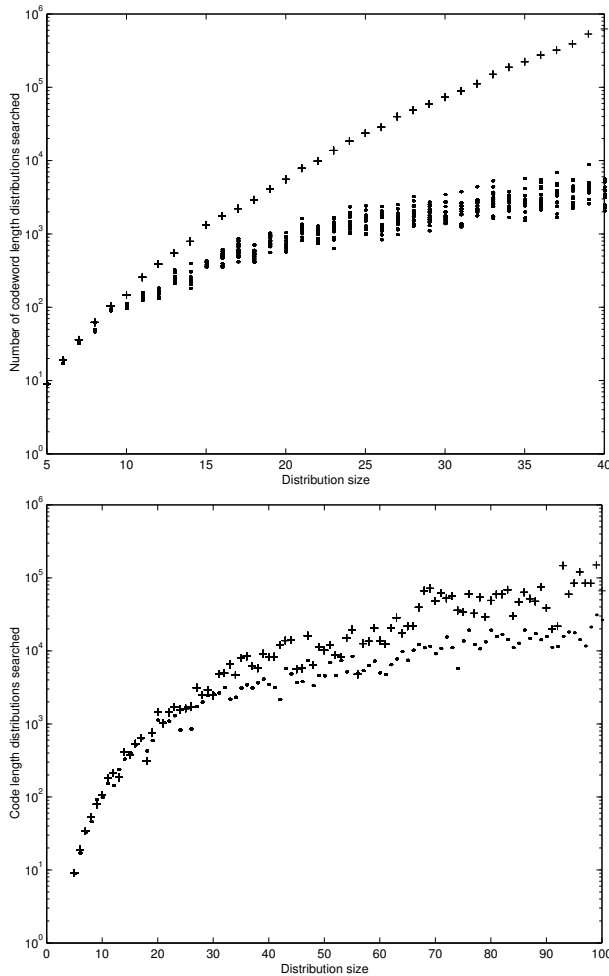 10^6
10^5
10^4
10^3
10^2
10^1
10^0
Number of codeword length distributions searched
5 10 15 20 25 30 35 40
Distribution size
10^6
10^5
10^4
10^3
10^2
10^1
10^0
Code length distributions searched
0 10 20 30 40 50 60 70 80 90 100
Distribution size